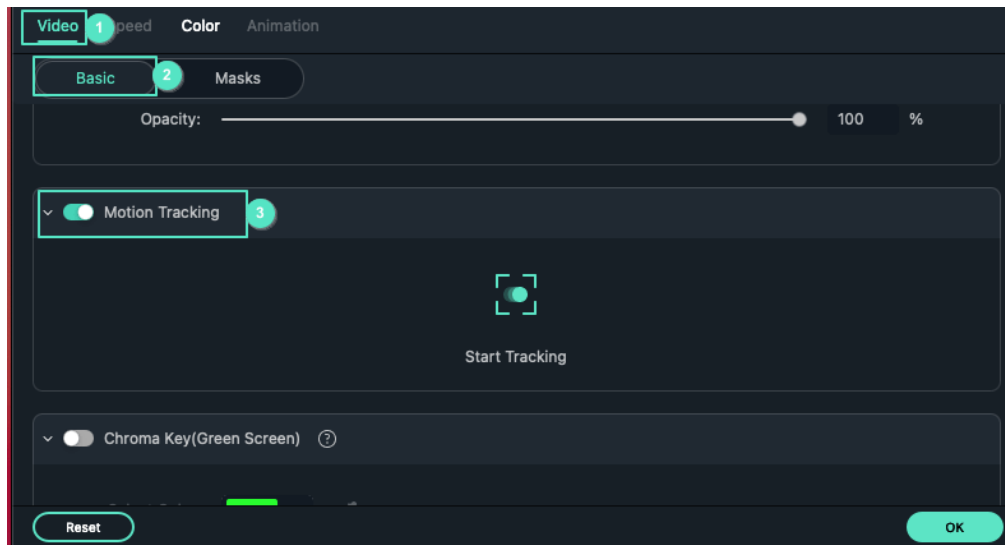 Video 1 peed Color Animation
Basic 2 Masks
Opacity: 100 %
Motion Tracking 3
Start Tracking
Chroma Key(Green Screen) ?
Reset OK